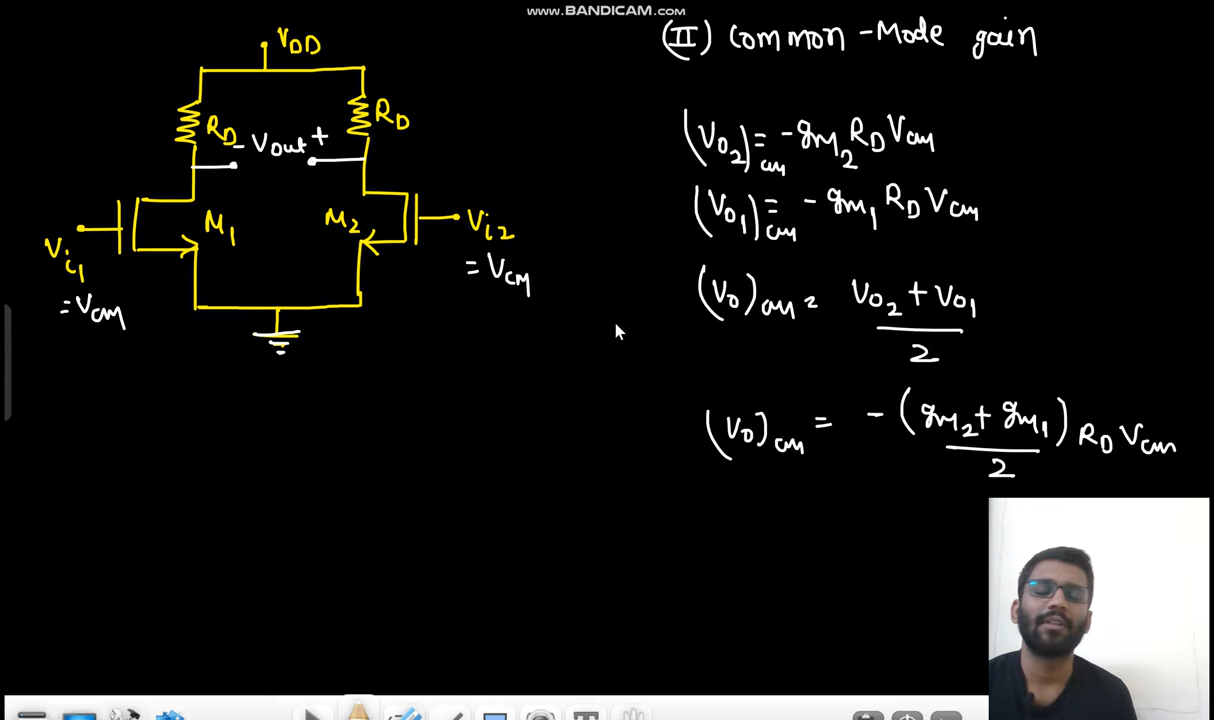 www.BANDICAM.com
(II) common-Mode gain
VDD
RD
RD
- Vout +
M1
M2
Vi1
= Vcm
Vi2
= VCM
(VO2)cm = -gm2 RD Vcm
(VO1)cm = -gm1 RD Vcm
(VO)cm = VO2 + VO1
2
(VO)cm = -(gm2 + gm1) RD Vcm
2